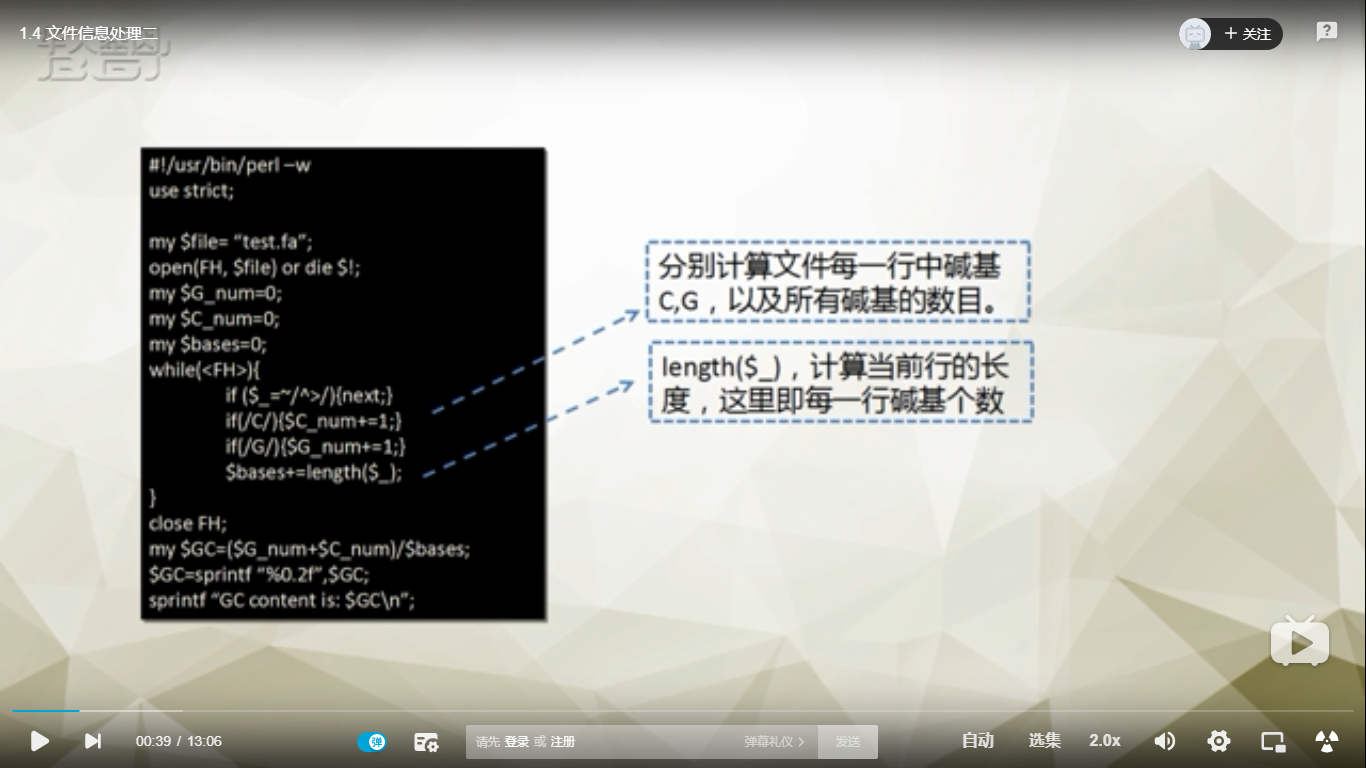 1.4 文件信息处理二
+ 关注
#!/usr/bin/perl –w
use strict;
my $file= “test.fa”;
open(FH, $file) or die $!;
my $G_num=0;
my $C_num=0;
my $bases=0;
while(<FH>){
if ($_=~/^>/){next;}
if(/C/){$C_num+=1;}
if(/G/){$G_num+=1;}
$bases+=length($_);
}
close FH;
my $GC=($G_num+$C_num)/$bases;
$GC=sprintf “%0.2f”,$GC;
sprintf “GC content is: $GC\n”;
分别计算文件每一行中碱基
C,G，以及所有碱基的数目。
length($_)，计算当前行的长
度，这里即每一行碱基个数
00:39 / 13:06
弹
请先 登录 或 注册
弹幕礼仪 >
发送
自动
选集
2.0x